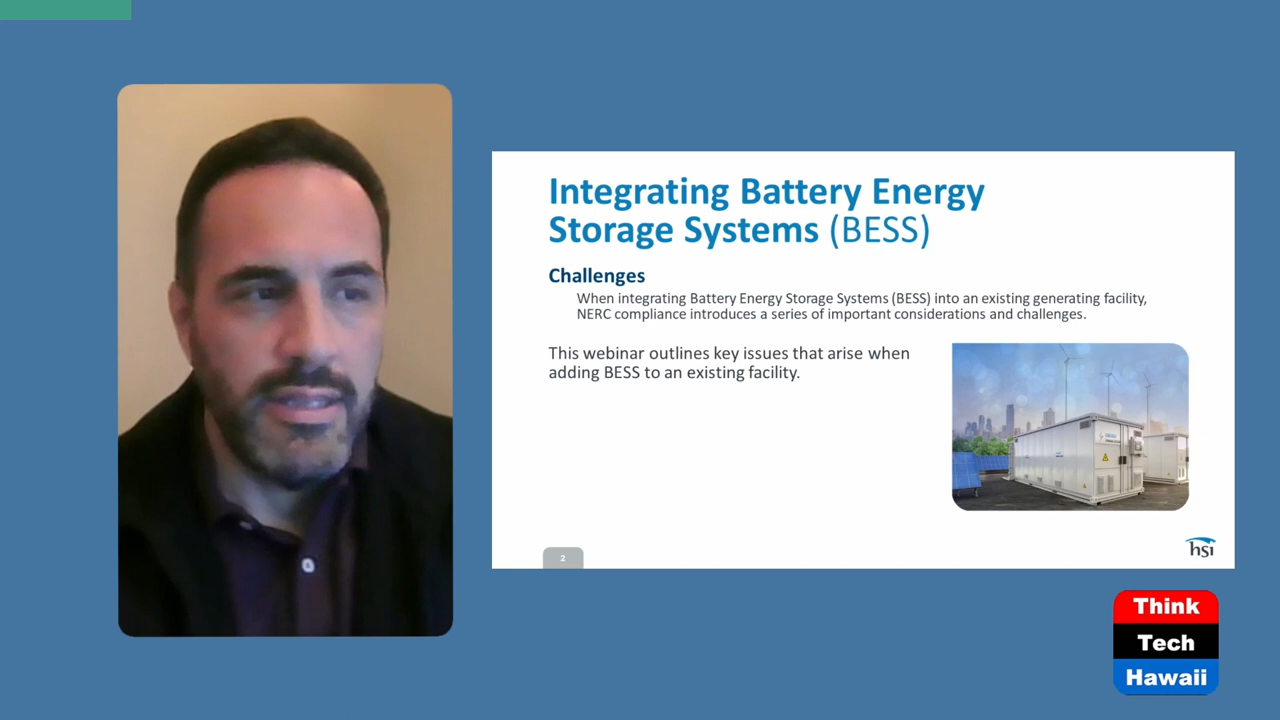 Integrating Battery Energy
Storage Systems (BESS)
Challenges
When integrating Battery Energy Storage Systems (BESS) into an existing generating facility,
NERC compliance introduces a series of important considerations and challenges.
This webinar outlines key issues that arise when
adding BESS to an existing facility.
2
hsi
Think
Tech
Hawaii